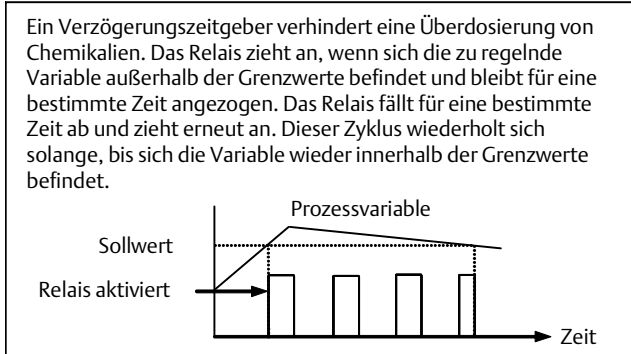 Ein Verzögerungszeitgeber verhindert eine Überdosierung von
Chemikalien. Das Relais zieht an, wenn sich die zu regelnde
Variable außerhalb der Grenzwerte befindet und bleibt für eine
bestimmte Zeit angezogen. Das Relais fällt für eine bestimmte
Zeit ab und zieht erneut an. Dieser Zyklus wiederholt sich
solange, bis sich die Variable wieder innerhalb der Grenzwerte
befindet.
Prozessvariable
Sollwert
Relais aktiviert
Zeit